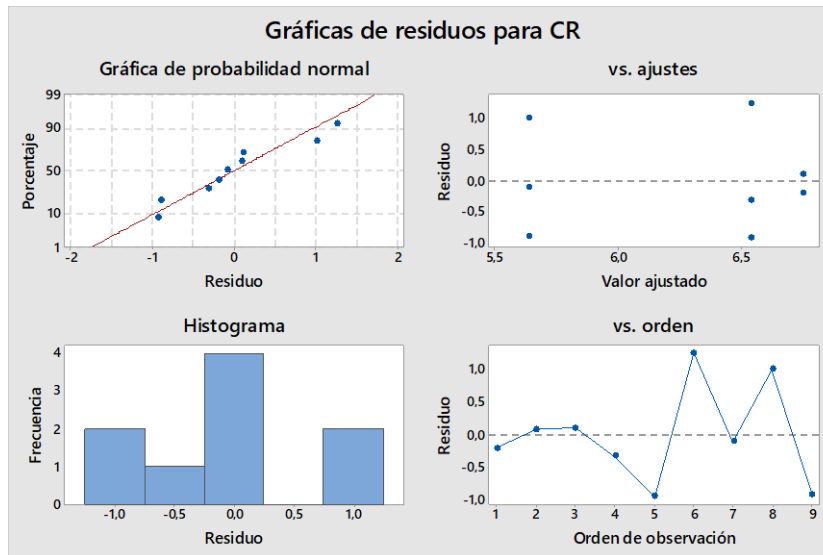 Gráficas de residuos para CR
Gráfica de probabilidad normal
99
90
50
10
1
Porcentaje
-2 -1 0 1 2
Residuo
vs. ajustes
1,0
0,5
0,0
-0,5
-1,0
Residuo
5,5 6,0 6,5
Valor ajustado
Histograma
4
3
2
1
0
Frecuencia
-1,0 -0,5 0,0 0,5 1,0
Residuo
vs. orden
1,0
0,5
0,0
-0,5
-1,0
Residuo
1 2 3 4 5 6 7 8 9
Orden de observación